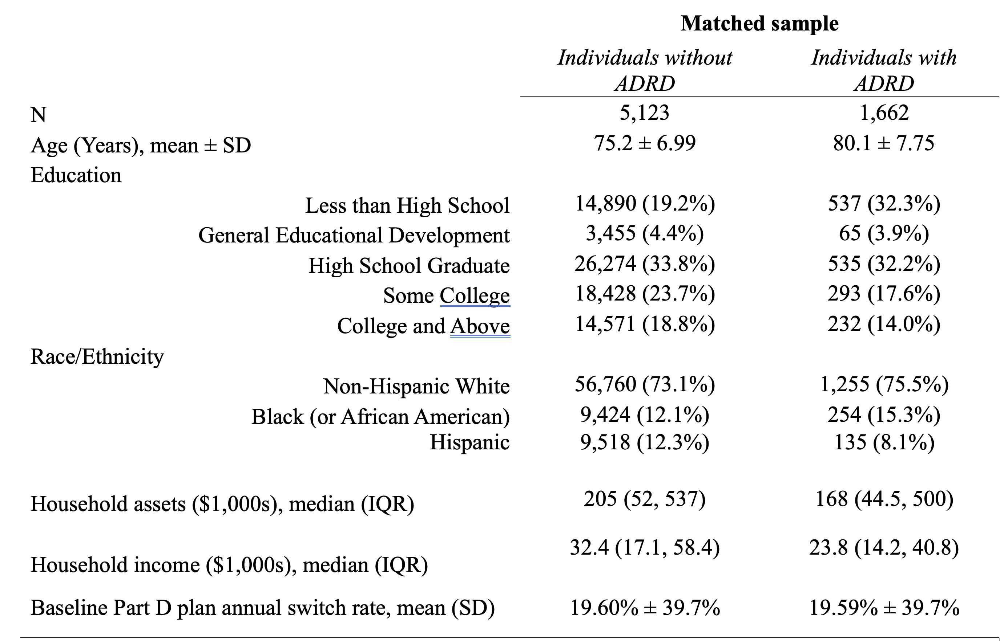 Matched sample
Individuals without ADRD Individuals with ADRD
N 5,123 1,662
Age (Years), mean ± SD 75.2 ± 6.99 80.1 ± 7.75
Education
Less than High School 14,890 (19.2%) 537 (32.3%)
General Educational Development 3,455 (4.4%) 65 (3.9%)
High School Graduate 26,274 (33.8%) 535 (32.2%)
Some College 18,428 (23.7%) 293 (17.6%)
College and Above 14,571 (18.8%) 232 (14.0%)
Race/Ethnicity
Non-Hispanic White 56,760 (73.1%) 1,255 (75.5%)
Black (or African American) 9,424 (12.1%) 254 (15.3%)
Hispanic 9,518 (12.3%) 135 (8.1%)
Household assets ($1,000s), median (IQR) 205 (52, 537) 168 (44.5, 500)
Household income ($1,000s), median (IQR) 32.4 (17.1, 58.4) 23.8 (14.2, 40.8)
Baseline Part D plan annual switch rate, mean (SD) 19.60% ± 39.7% 19.59% ± 39.7%